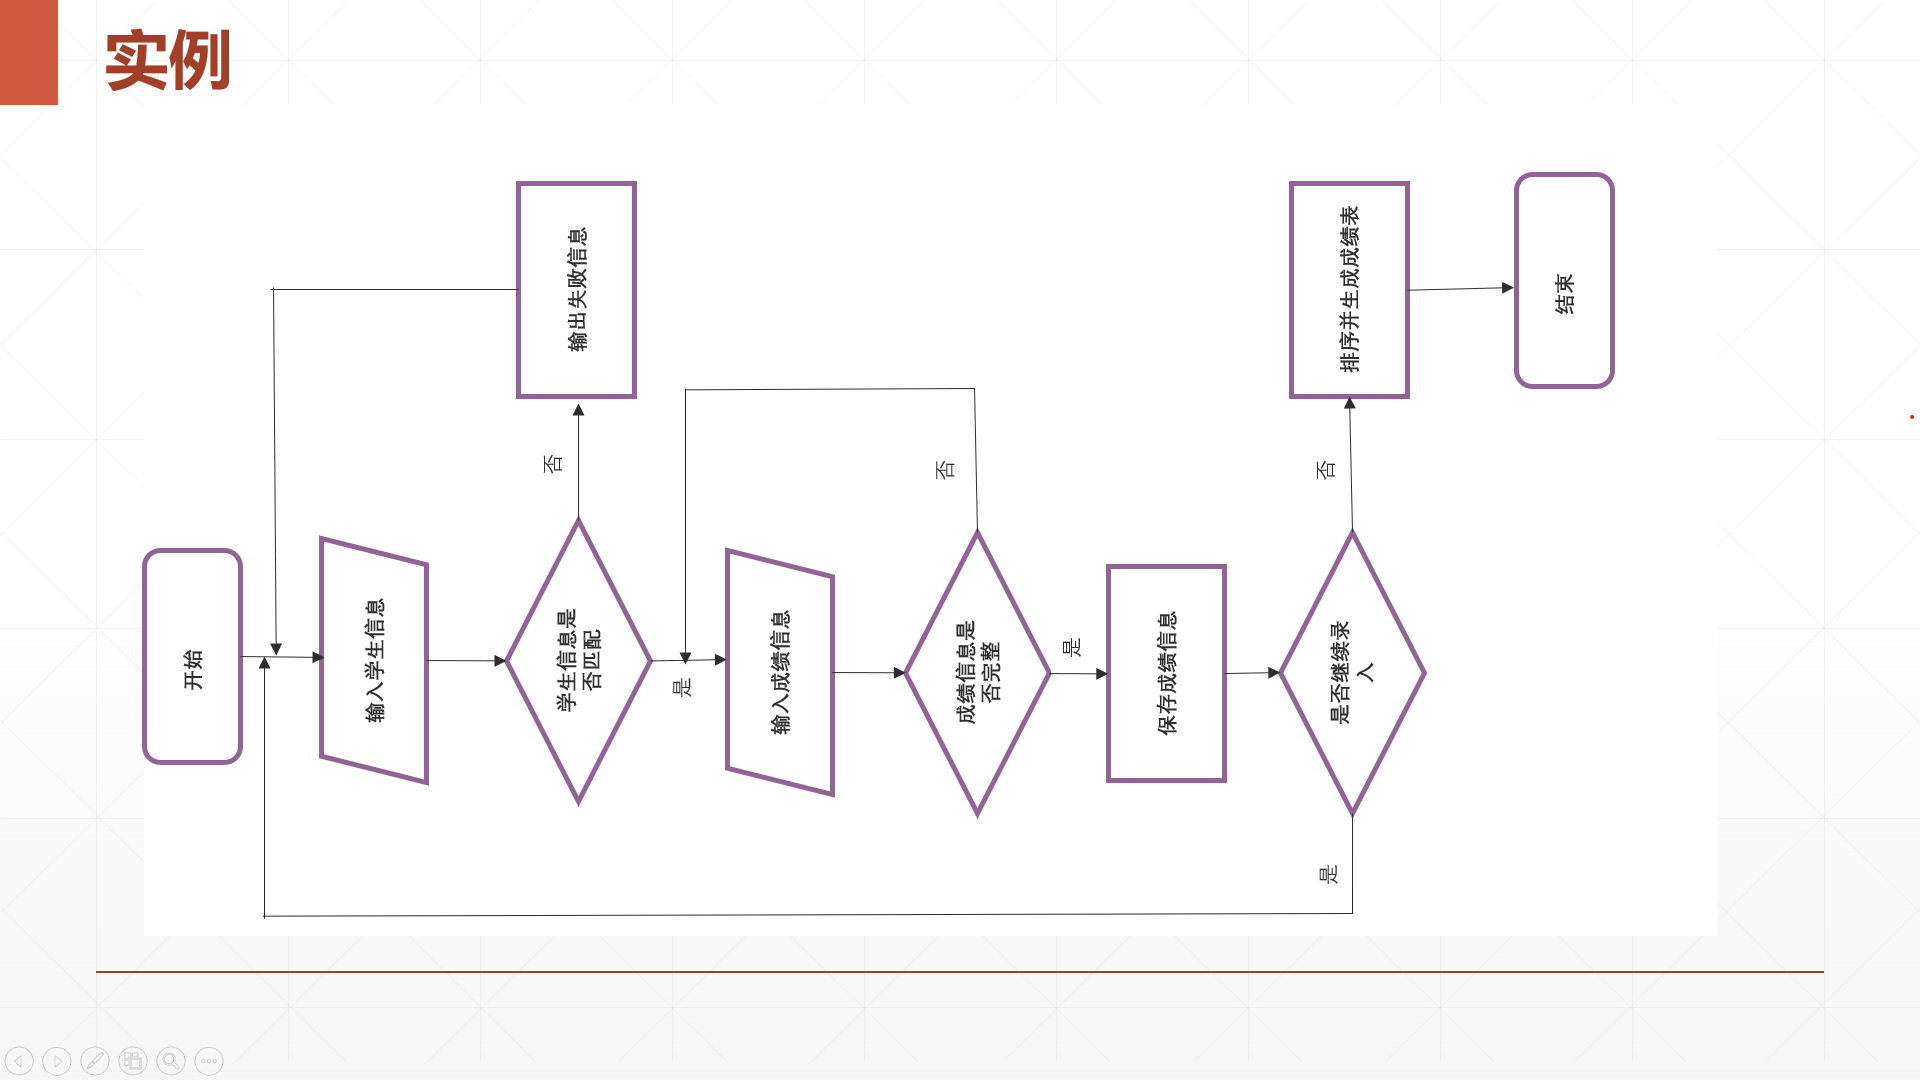 实例
开始
输入学生信息
学生信息是
否匹配
否
输出失败信息
是
输入成绩信息
成绩信息是
否完整
否
是
保存成绩信息
是否继续录
入
是
否
排序并生成成绩表
结束